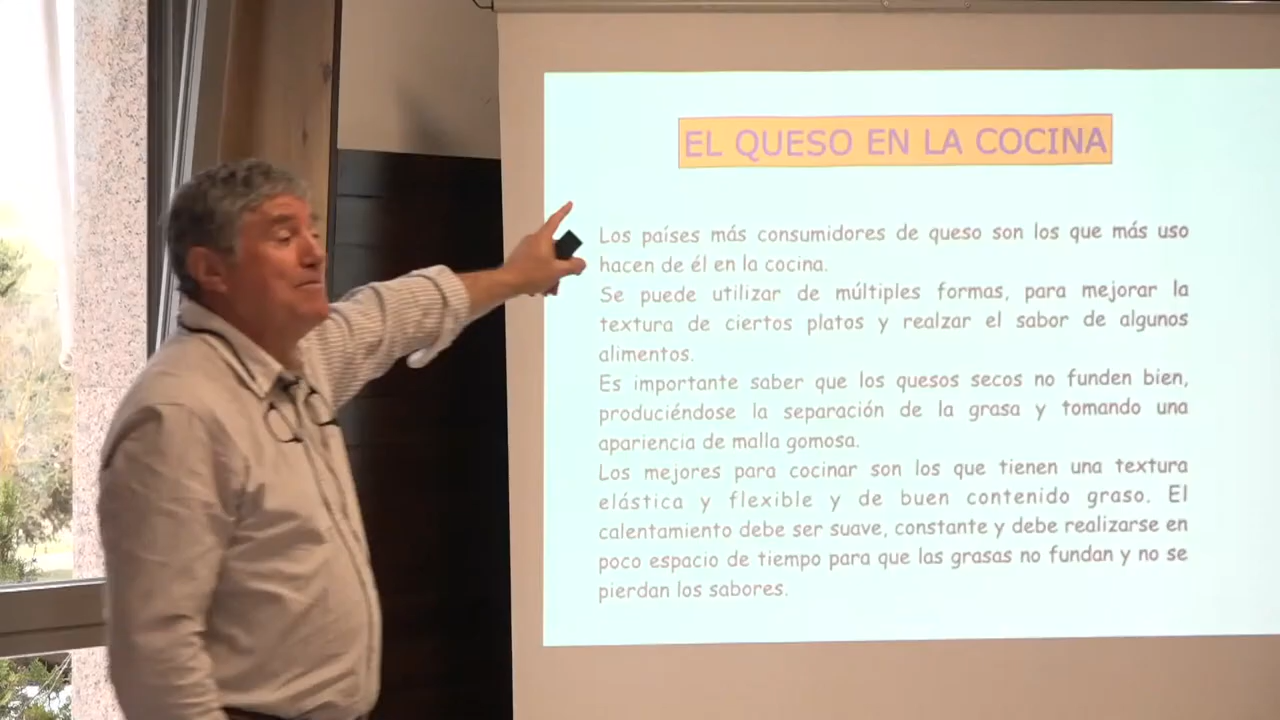 EL QUESO EN LA COCINA
Los países más consumidores de queso son los que más uso
hacen de él en la cocina.
Se puede utilizar de múltiples formas, para mejorar la
textura de ciertos platos y realzar el sabor de algunos
alimentos.
Es importante saber que los quesos secos no funden bien,
produciéndose la separación de la grasa y tomando una
apariencia de malla gomosa.
Los mejores para cocinar son los que tienen una textura
elástica y flexible y de buen contenido graso. El
calentamiento debe ser suave, constante y debe realizarse en
poco espacio de tiempo para que las grasas no fundan y no se
pierdan los sabores.